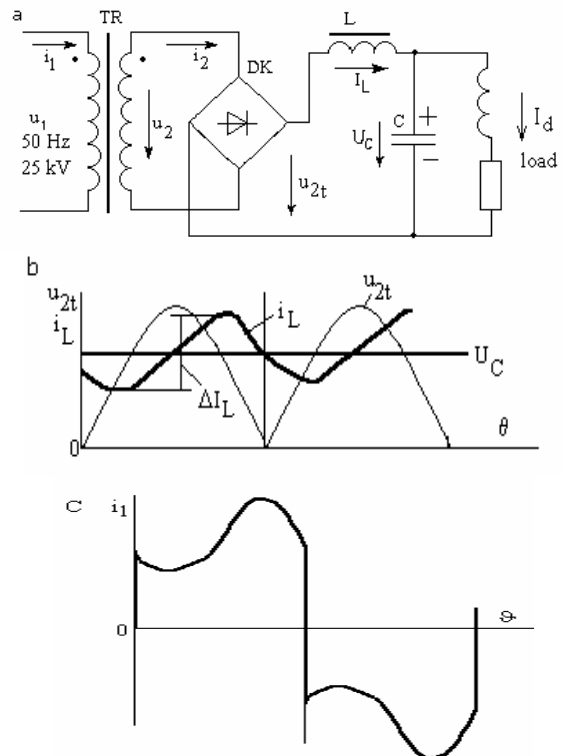 a
TR
L
i1
i2
DK
IL
u1
50 Hz
25 kV
u2
u2t
UC
C
+
−
Id
load
b
u2t
iL
iL
u2t
UC
ΔIL
0
θ
C
i1
0
ϑ